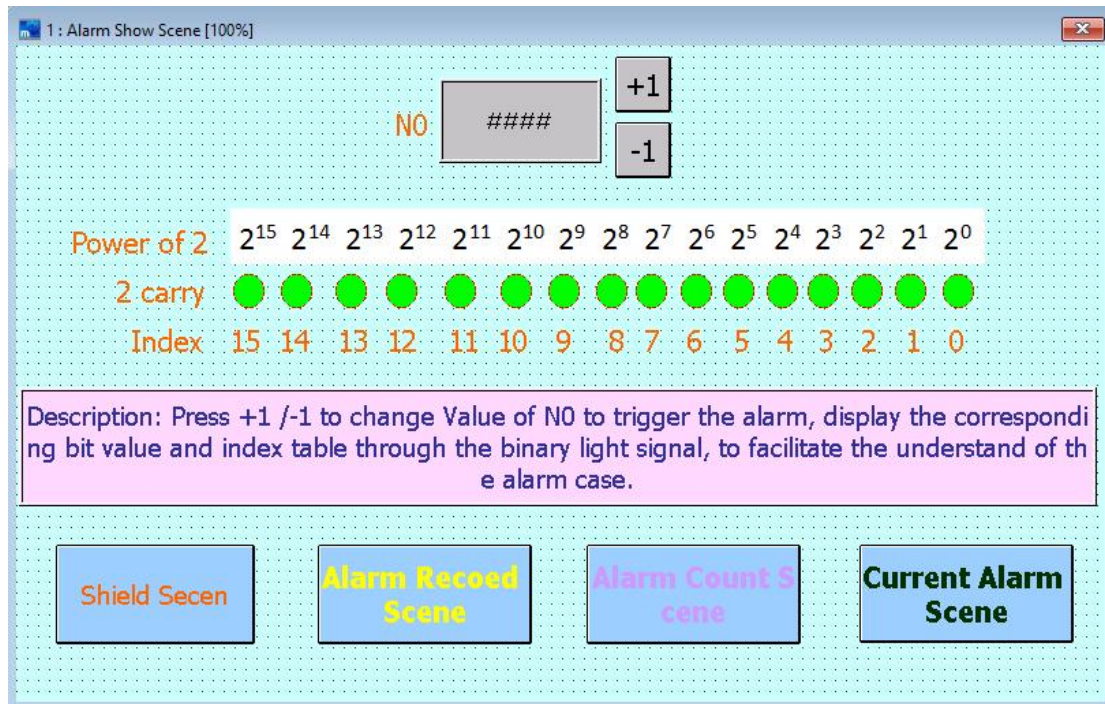 1 : Alarm Show Scene [100%]
+1
N0 ####
-1
Power of 2 2¹⁵ 2¹⁴ 2¹³ 2¹² 2¹¹ 2¹⁰ 2⁹ 2⁸ 2⁷ 2⁶ 2⁵ 2⁴ 2³ 2² 2¹ 2⁰
2 carry
Index 15 14 13 12 11 10 9 8 7 6 5 4 3 2 1 0
Description: Press +1 /-1 to change Value of N0 to trigger the alarm, display the correspondi
ng bit value and index table through the binary light signal, to facilitate the understand of th
e alarm case.
Shield Secen
Alarm Recoed
Scene
Alarm Count S
cene
Current Alarm
Scene